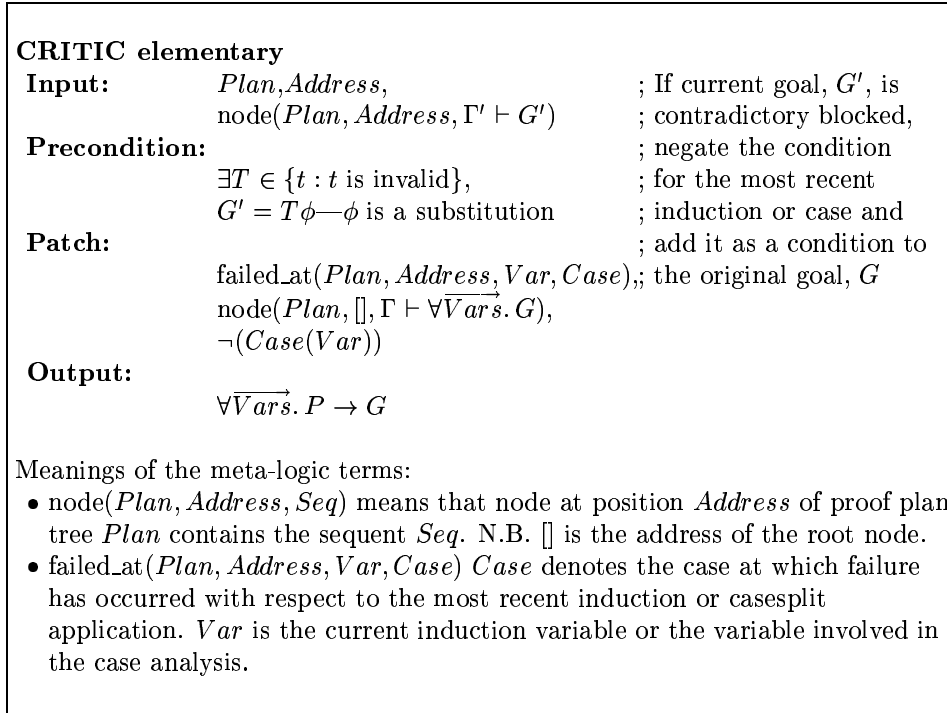 CRITIC elementary
Input: Plan,Address, ; If current goal, G′, is
node(Plan, Address, Γ′ ⊢ G′) ; contradictory blocked,
Precondition: ; negate the condition
∃T ∈ {t : t is invalid}, ; for the most recent
G′ = Tϕ—ϕ is a substitution ; induction or case and
Patch: ; add it as a condition to
failed_at(Plan, Address, Var, Case),; the original goal, G
node(Plan, [], Γ ⊢ ∀\overrightarrow{Vars}. G),
¬(Case(Var))
Output:
∀\overrightarrow{Vars}. P → G
Meanings of the meta-logic terms:
• node(Plan, Address, Seq) means that node at position Address of proof plan
tree Plan contains the sequent Seq. N.B. [] is the address of the root node.
• failed_at(Plan, Address, Var, Case) Case denotes the case at which failure
has occurred with respect to the most recent induction or casesplit
application. Var is the current induction variable or the variable involved in
the case analysis.